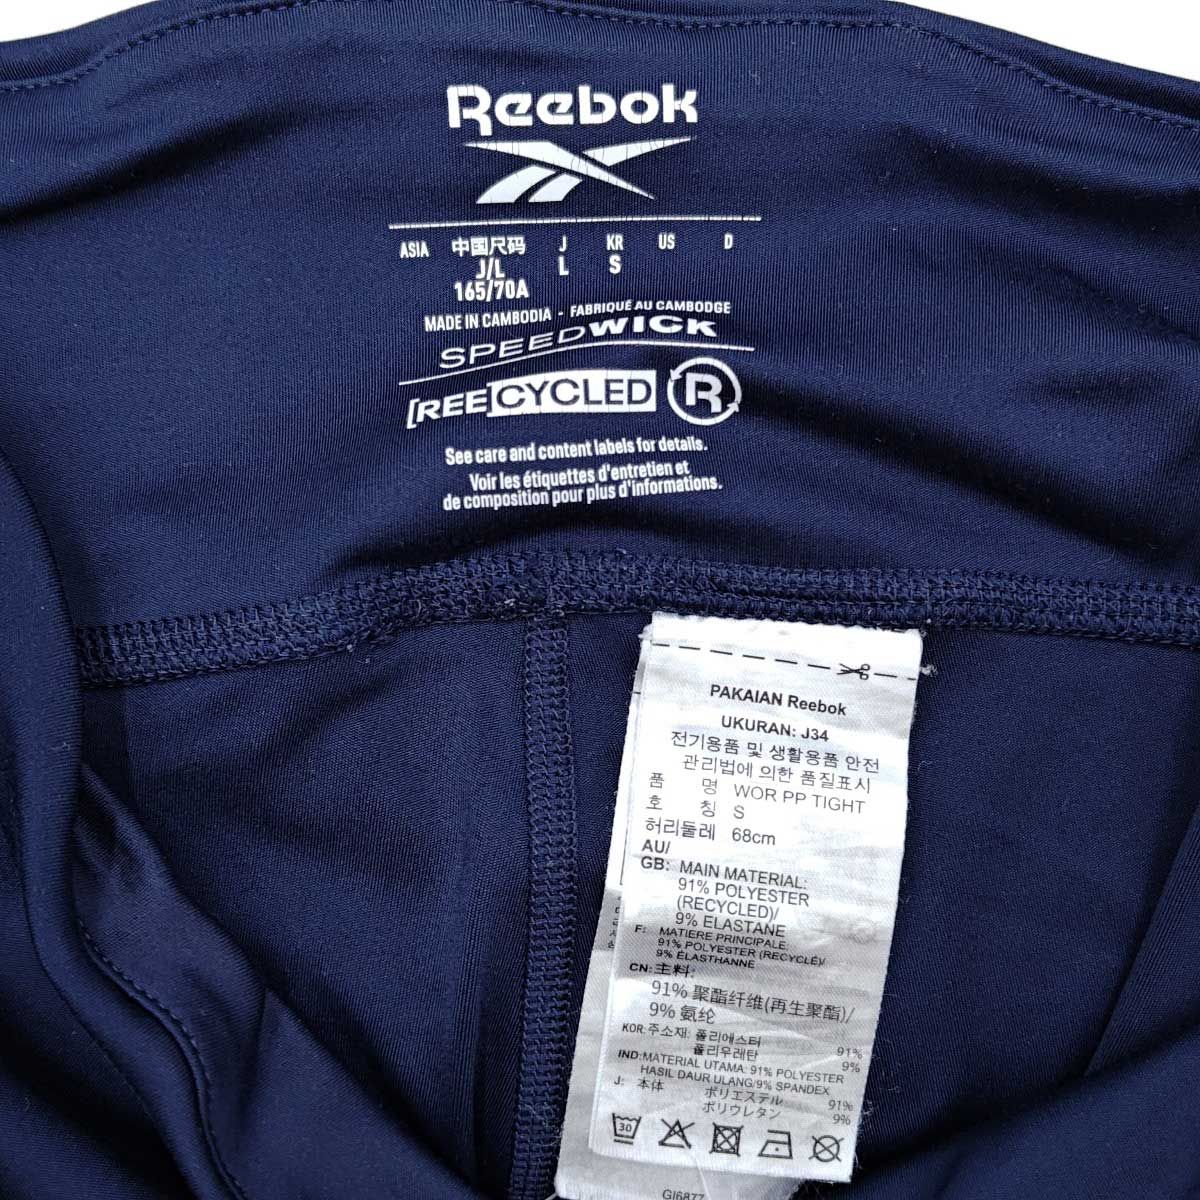 Reebok
ASIA 中国尺码 J KR US D
J/L L S
165/70A
MADE IN CAMBODIA - FABRIQUÉ AU CAMBODGE
SPEEDWICK
[REE]CYCLED R
See care and content labels for details.
Voir les étiquettes d'entretien et
de composition pour plus d'informations.
PAKAIAN Reebok
UKURAN: J34
전기용품 및 생활용품 안전
관리법에 의한 품질표시
품 명 WOR PP TIGHT
호 칭 S
허리둘레 68cm
AU/
GB: MAIN MATERIAL:
91% POLYESTER
(RECYCLED)/
9% ELASTANE
F: MATIERE PRINCIPALE:
91% POLYESTER (RECYCLÉ)/
9% ÉLASTHANNE
CN: 主料:
91% 聚酯纤维(再生聚酯)/
9% 氨纶
KOR: 주소재: 폴리에스터 91%
폴리우레탄 9%
IND: MATERIAL UTAMA: 91% POLYESTER
HASIL DAUR ULANG/9% SPANDEX
J: 本体 ポリエステル 91%
ポリウレタン 9%
30
GI6877